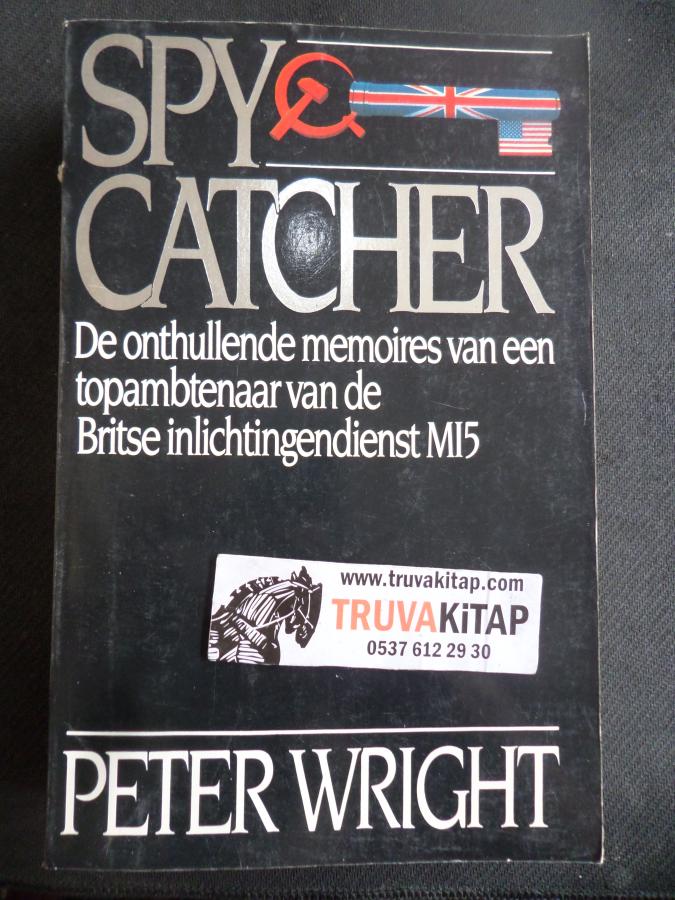 SPY
CATCHER
De onthullende memoires van een
topambtenaar van de
Britse inlichtingendienst MI5
www.truvakitap.com
TRUVAKiTAP
0537 612 29 30
PETER WRIGHT